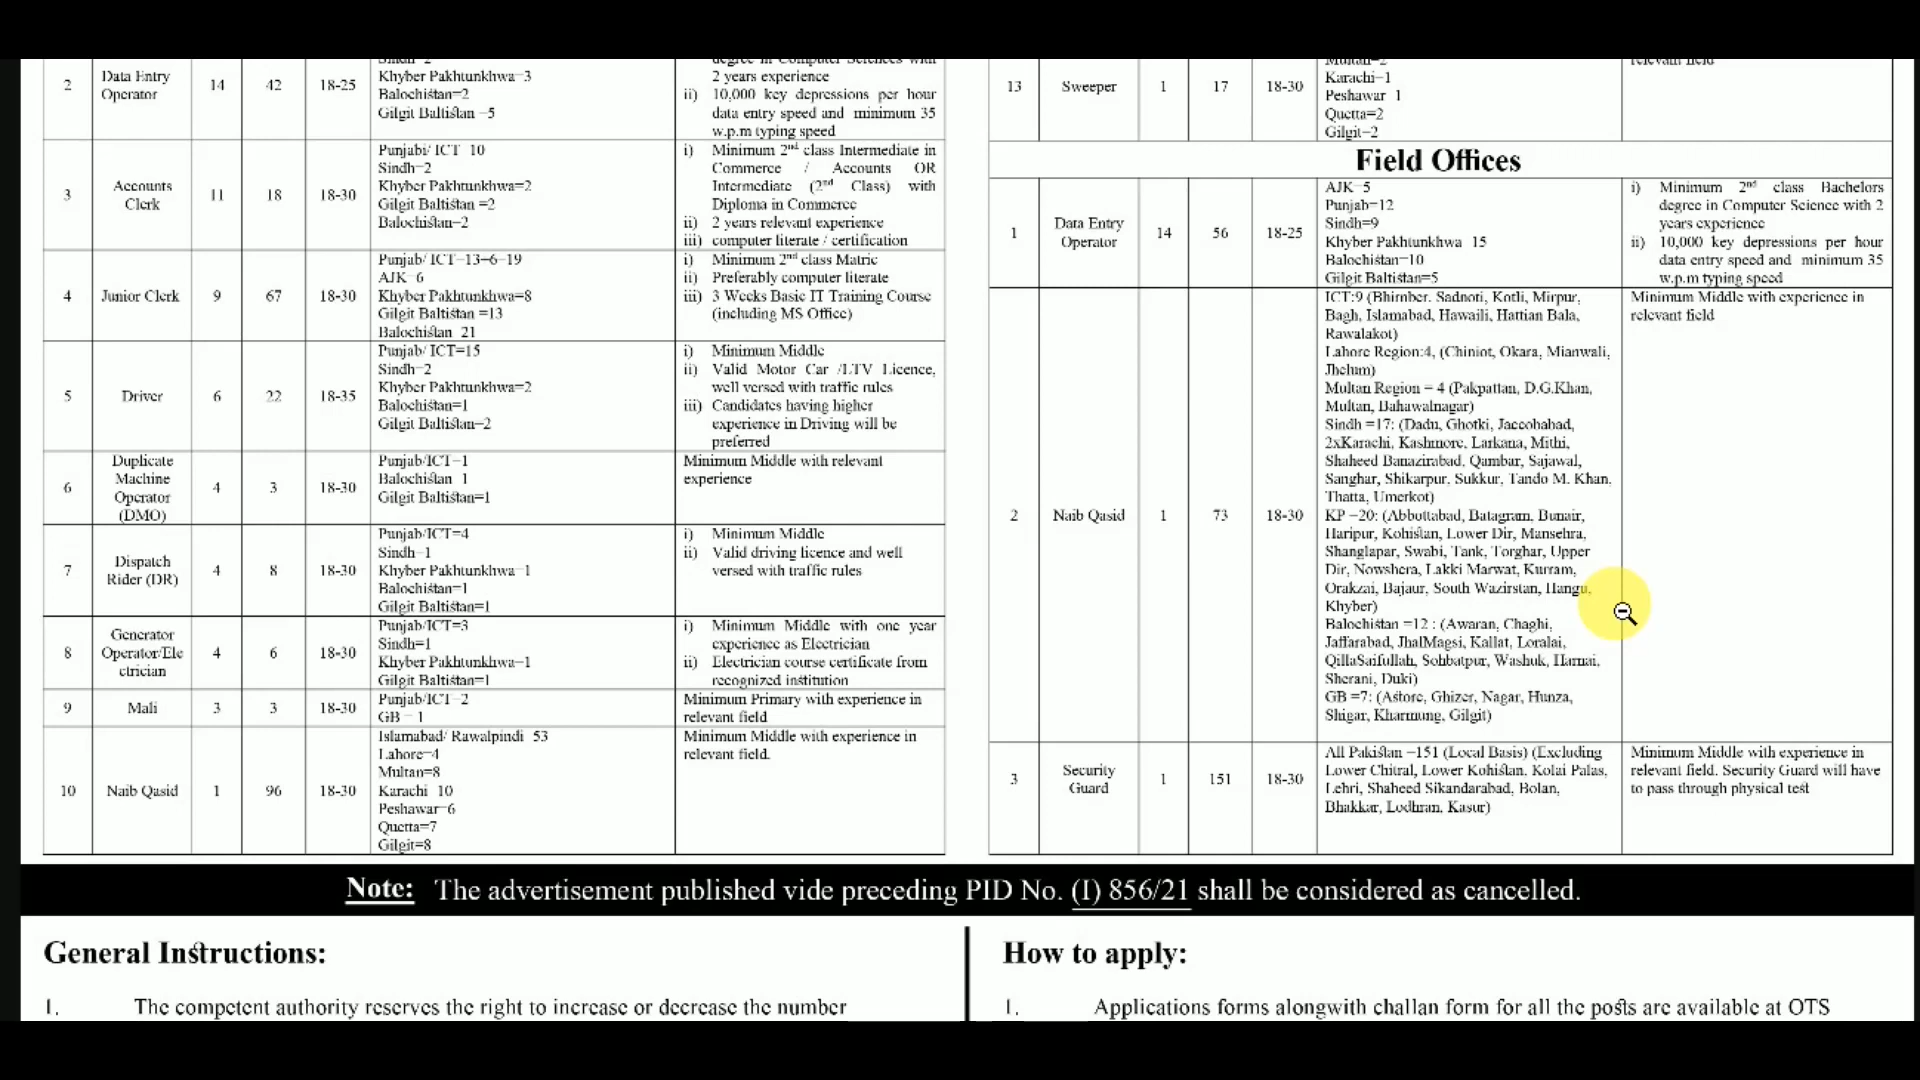 2 Data Entry Operator 14 42 18-25
Khyber Pakhtunkhwa=3
Balochistan=2
Gilgit Baltistan =5
degree in Computer Sciences with
2 years experience
ii) 10,000 key depressions per hour
data entry speed and minimum 35
w.p.m typing speed
3 Accounts Clerk 11 18 18-30
Punjabi/ ICT 10
Sindh=2
Khyber Pakhtunkhwa=2
Gilgit Baltistan =2
Balochistan=2
i) Minimum 2nd class Intermediate in
Commerce / Accounts OR
Intermediate (2nd Class) with
Diploma in Commerce
ii) 2 years relevant experience
iii) computer literate / certification
4 Junior Clerk 9 67 18-30
Punjab/ ICT=13+6=19
AJK=6
Khyber Pakhtunkhwa=8
Gilgit Baltistan =13
Balochistan 21
i) Minimum 2nd class Matric
ii) Preferably computer literate
iii) 3 Weeks Basic IT Training Course
(including MS Office)
5 Driver 6 22 18-35
Punjab/ ICT=15
Sindh=2
Khyber Pakhtunkhwa=2
Balochistan=1
Gilgit Baltistan=2
i) Minimum Middle
ii) Valid Motor Car /LTV Licence,
well versed with traffic rules
iii) Candidates having higher
experience in Driving will be
preferred
6 Duplicate Machine Operator (DMO) 4 3 18-30
Punjab/ICT=1
Balochistan 1
Gilgit Baltistan=1
Minimum Middle with relevant
experience
7 Dispatch Rider (DR) 4 8 18-30
Punjab/ICT=4
Sindh=1
Khyber Pakhtunkhwa=1
Balochistan=1
Gilgit Baltistan=1
i) Minimum Middle
ii) Valid driving licence and well
versed with traffic rules
8 Generator Operator/Ele ctrician 4 6 18-30
Punjab/ICT=3
Sindh=1
Khyber Pakhtunkhwa=1
Gilgit Baltistan=1
i) Minimum Middle with one year
experience as Electrician
ii) Electrician course certificate from
recognized institution
9 Mali 3 3 18-30
Punjab/ICT=2
GB = 1
Minimum Primary with experience in
relevant field
10 Naib Qasid 1 96 18-30
Islamabad/ Rawalpindi 53
Lahore=4
Multan=8
Karachi 10
Peshawar=6
Quetta=7
Gilgit=8
Minimum Middle with experience in
relevant field.
13 Sweeper 1 17 18-30
Multan=2
Karachi=1
Peshawar 1
Quetta=2
Gilgit=2
relevant field
Field Offices
1 Data Entry Operator 14 56 18-25
AJK=5
Punjab=12
Sindh=9
Khyber Pakhtunkhwa 15
Balochistan=10
Gilgit Baltistan=5
i) Minimum 2nd class Bachelors
degree in Computer Science with 2
years experience
ii) 10,000 key depressions per hour
data entry speed and minimum 35
w.p.m typing speed
2 Naib Qasid 1 73 18-30
ICT:9 (Bhimber. Sadnoti, Kotli, Mirpur,
Bagh, Islamabad, Hawaili, Hattian Bala,
Rawalakot)
Lahore Region:4, (Chiniot, Okara, Mianwali,
Jhelum)
Multan Region = 4 (Pakpattan, D.G.Khan,
Multan, Bahawalnagar)
Sindh =17: (Dadu, Ghotki, Jaccobabad,
2xKarachi, Kashmore, Larkana, Mithi,
Shaheed Banazirabad, Qambar, Sajawal,
Sanghar, Shikarpur, Sukkur, Tando M. Khan,
Thatta, Umerkot)
KP =20: (Abbottabad, Batagram, Bunair,
Haripur, Kohistan, Lower Dir, Mansehra,
Shanglapar, Swabi, Tank, Torghar, Upper
Dir, Nowshera, Lakki Marwat, Kurram,
Orakzai, Bajaur, South Wazirstan, Hangu,
Khyber)
Balochistan =12 : (Awaran, Chaghi,
Jaffarabad, JhalMagsi, Kallat, Loralai,
QillaSaifullah, Sohbatpur, Washuk, Harnai,
Sherani, Duki)
GB =7: (Astore, Ghizer, Nagar, Hunza,
Shigar, Kharmung, Gilgit)
Minimum Middle with experience in
relevant field
3 Security Guard 1 151 18-30
All Pakistan =151 (Local Basis) (Excluding
Lower Chitral, Lower Kohistan, Kolai Palas,
Lehri, Shaheed Sikandarabad, Bolan,
Bhakkar, Lodhran, Kasur)
Minimum Middle with experience in
relevant field. Security Guard will have
to pass through physical test
Note: The advertisement published vide preceding PID No. (I) 856/21 shall be considered as cancelled.
General Instructions:
1. The competent authority reserves the right to increase or decrease the number
How to apply:
1. Applications forms alongwith challan form for all the posts are available at OTS